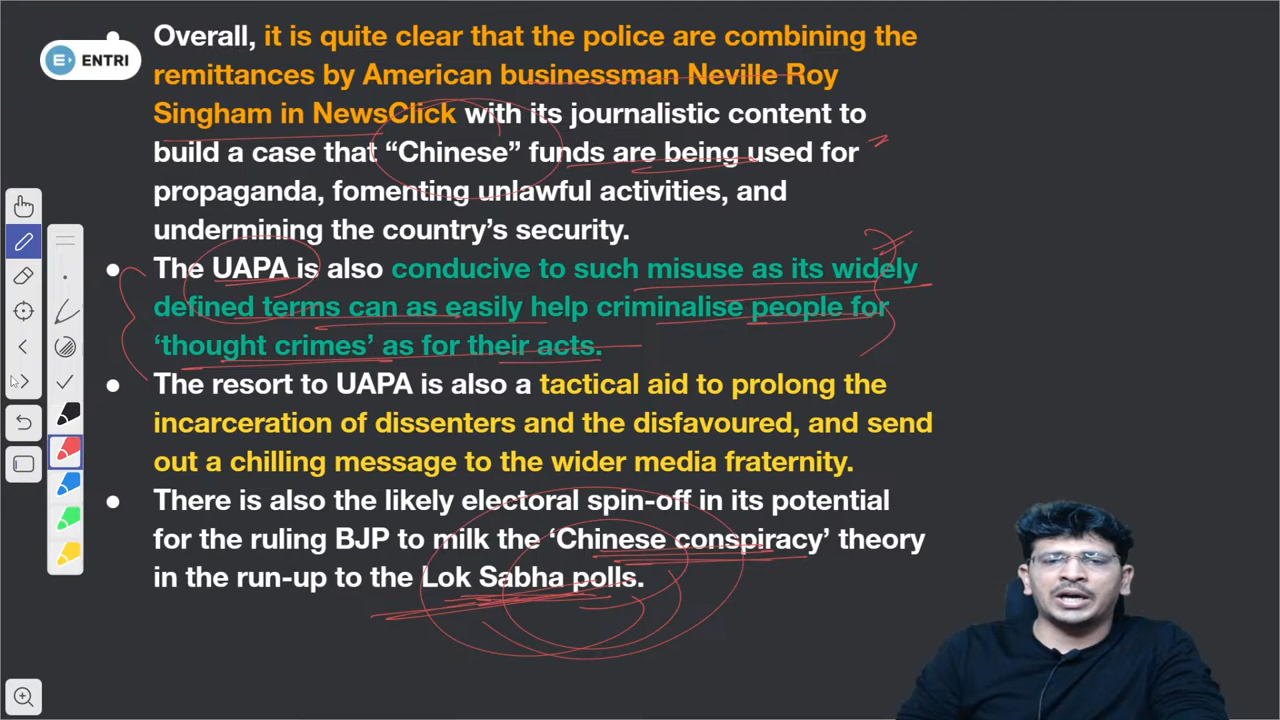 Overall, it is quite clear that the police are combining the
ENTRI
remittances by American businessman Neville Roy
Singham in NewsClick with its journalistic content to
build a case that “Chinese” funds are being used for
propaganda, fomenting unlawful activities, and
undermining the country’s security.
The UAPA is also conducive to such misuse as its widely
defined terms can as easily help criminalise people for
‘thought crimes’ as for their acts.
The resort to UAPA is also a tactical aid to prolong the
incarceration of dissenters and the disfavoured, and send
out a chilling message to the wider media fraternity.
There is also the likely electoral spin-off in its potential
for the ruling BJP to milk the ‘Chinese conspiracy’ theory
in the run-up to the Lok Sabha polls.